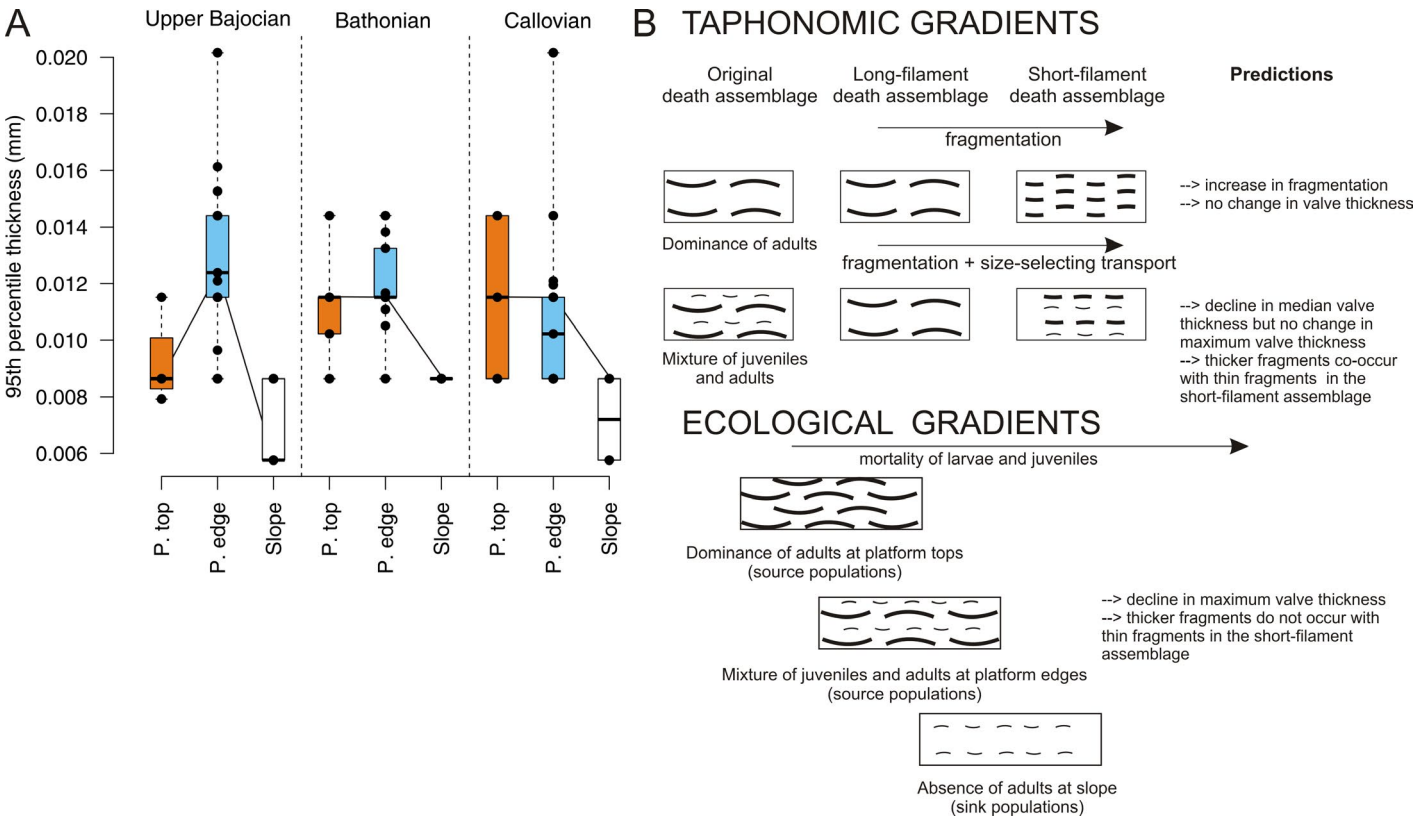 A
Upper Bajocian
Bathonian
Callovian
95th percentile thickness (mm)
0.020
0.018
0.016
0.014
0.012
0.010
0.008
0.006
P. top
P. edge
Slope
P. top
P. edge
Slope
P. top
P. edge
Slope
B
TAPHONOMIC GRADIENTS
Original
death assemblage
Long-filament
death assemblage
Short-filament
death assemblage
Predictions
fragmentation
--> increase in fragmentation
--> no change in valve thickness
Dominance of adults
fragmentation + size-selecting transport
Mixture of juveniles
and adults
--> decline in median valve
thickness but no change in
maximum valve thickness
--> thicker fragments co-occur
with thin fragments in the
short-filament assemblage
ECOLOGICAL GRADIENTS
mortality of larvae and juveniles
Dominance of adults at platform tops
(source populations)
--> decline in maximum valve thickness
--> thicker fragments do not occur with
thin fragments in the short-filament
assemblage
Mixture of juveniles and adults at platform edges
(source populations)
Absence of adults at slope
(sink populations)